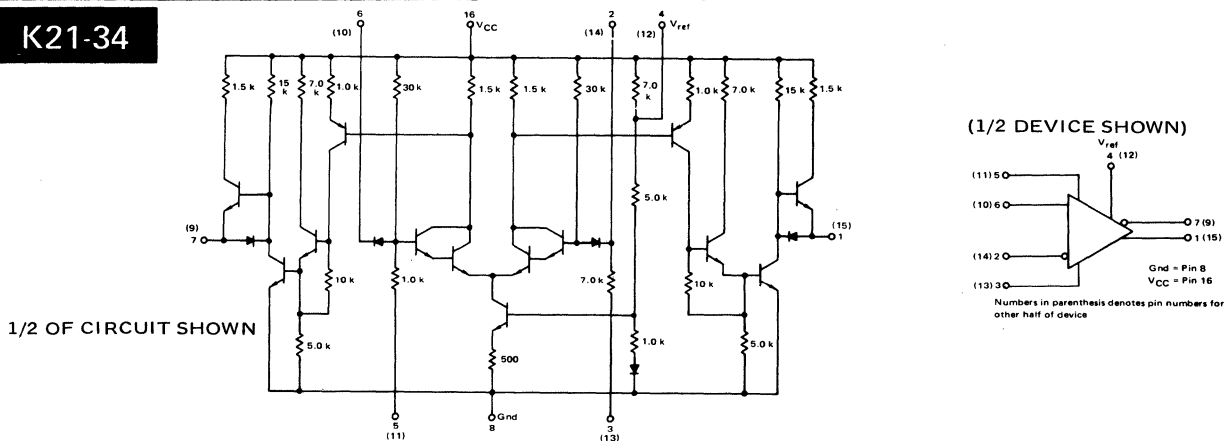 K21-34
6
(10)
16
VCC
2
(14)
4
(12)
Vref
1.5 k
15 k
7.0 k
1.0 k
30 k
1.5 k
1.5 k
30 k
7.0 k
1.0 k
7.0 k
15 k
1.5 k
5.0 k
(9)
7
(15)
1
10 k
1.0 k
7.0 k
10 k
1/2 OF CIRCUIT SHOWN
5.0 k
500
1.0 k
5.0 k
5
(11)
Gnd
8
3
(13)
(1/2 DEVICE SHOWN)
Vref
4 (12)
(11) 5
(10) 6
7 (9)
1 (15)
(14) 2
(13) 3
Gnd = Pin 8
VCC = Pin 16
Numbers in parenthesis denotes pin numbers for
other half of device